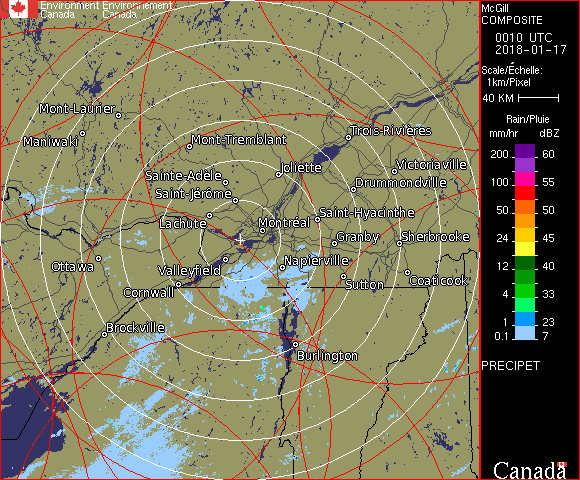 Environment Environnement
Canada Canada
McGill
COMPOSITE
0010 UTC
2018-01-17
Scale/Échelle:
1km/Pixel
40 KM
Rain/Pluie
mm/hr dBZ
200 60
100 55
50 50
24 45
12 40
4 33
1 23
0.1 7
PRECIPET
Canada
Mont-Laurier
Maniwaki
Mont-Tremblant
Trois-Rivières
Joliette
Victoriaville
Sainte-Adèle
Drummondville
Saint-Jérôme
Lachute
Saint-Hyacinthe
Montréal
Granby
Sherbrooke
Ottawa
Valleyfield
Napierville
Cornwall
Sutton
Coaticook
Brockville
Burlington